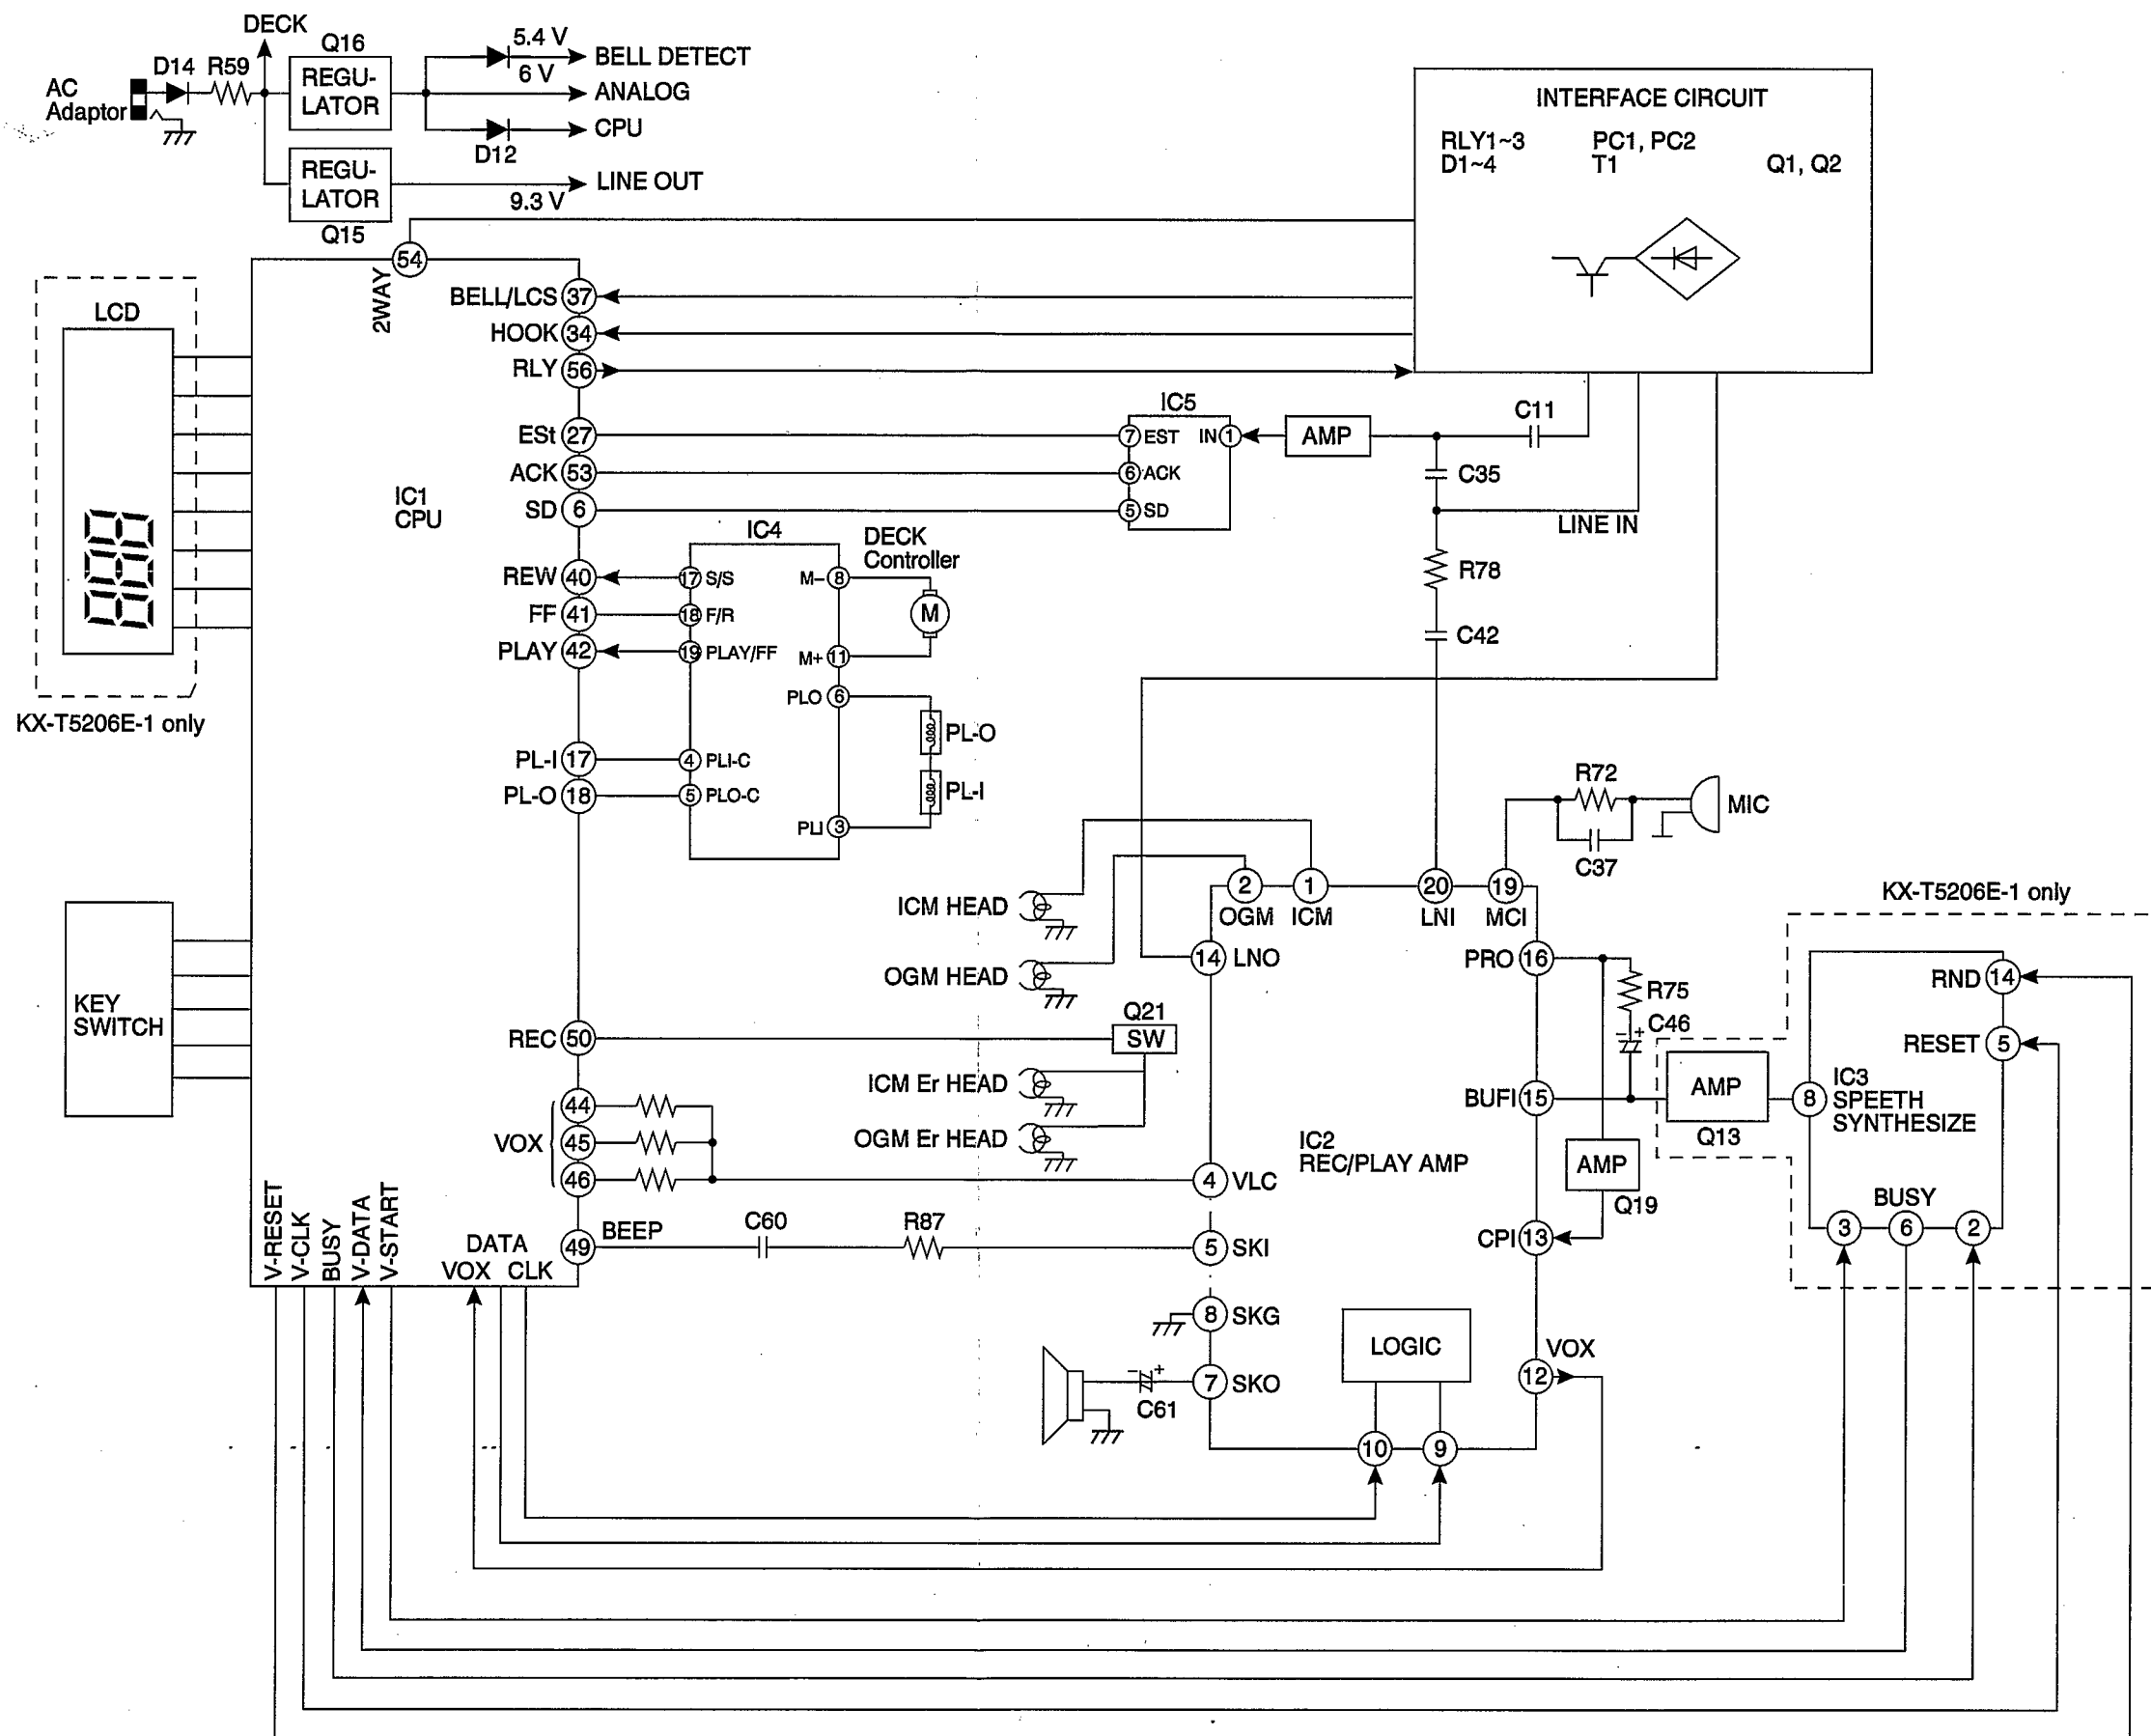 DECK
AC
Adaptor
D14
R59
Q16
REGU-
LATOR
5.4 V
BELL DETECT
6 V
ANALOG
CPU
D12
REGU-
LATOR
Q15
LINE OUT
9.3 V
INTERFACE CIRCUIT
RLY1~3
PC1, PC2
D1~4
T1
Q1, Q2
54
2WAY
LCD
KX-T5206E-1 only
IC1
CPU
BELL/LCS 37
HOOK 34
RLY 56
ESt 27
ACK 53
SD 6
REW 40
FF 41
PLAY 42
PL-I 17
PL-O 18
IC5
7 EST
IN 1
6 ACK
5 SD
AMP
C11
C35
LINE IN
R78
C42
IC4
DECK
Controller
17 S/S
M- 8
18 F/R
M
19 PLAY/FF
M+ 11
PLO 6
PL-O
4 PLI-C
5 PLO-C
PL-I
PLI 3
R72
MIC
C37
KEY
SWITCH
ICM HEAD
OGM HEAD
2
1
20
19
OGM
ICM
LNI
MCI
14 LNO
PRO 16
R75
C46
- +
KX-T5206E-1 only
RND 14
RESET 5
REC 50
Q21
SW
ICM Er HEAD
OGM Er HEAD
BUFI 15
AMP
Q13
8
IC3
SPEETH
SYNTHESIZE
VOX
44
45
46
IC2
REC/PLAY AMP
4 VLC
AMP
Q19
BUSY
3
6
2
CPI 13
49
BEEP
C60
R87
5 SKI
V-RESET
V-CLK
BUSY
V-DATA
V-START
DATA
VOX
CLK
8 SKG
LOGIC
VOX
12
- +
C61
7 SKO
10
9